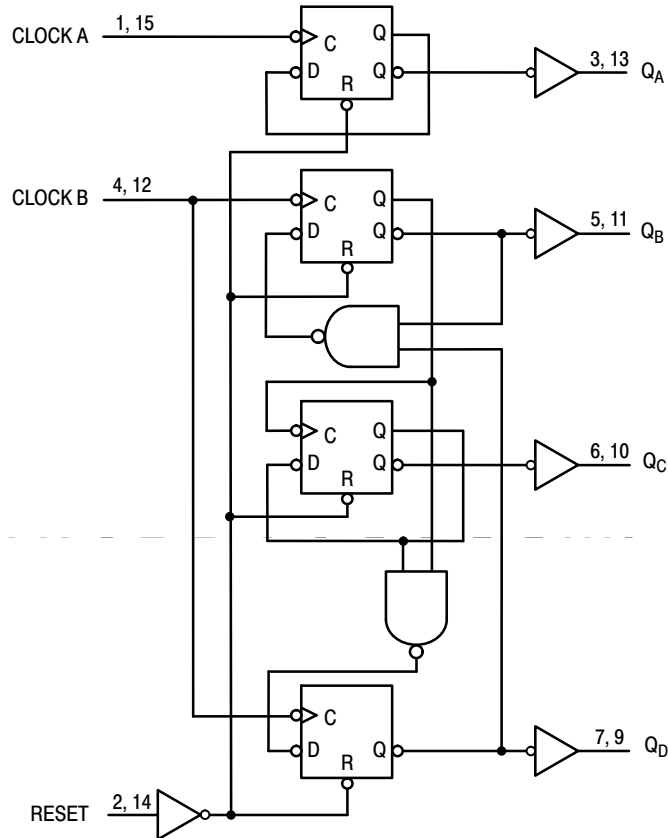 CLOCK A 1, 15 C Q D Q R 3, 13 QA
CLOCK B 4, 12 C Q D Q R 5, 11 QB
C Q D Q R 6, 10 QC
C D Q R 7, 9 QD
RESET 2, 14